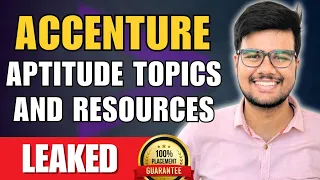 ACCENTURE
APTITUDE TOPICS
AND RESOURCES
LEAKED
100%
PLACEMENT
GUARANTEE